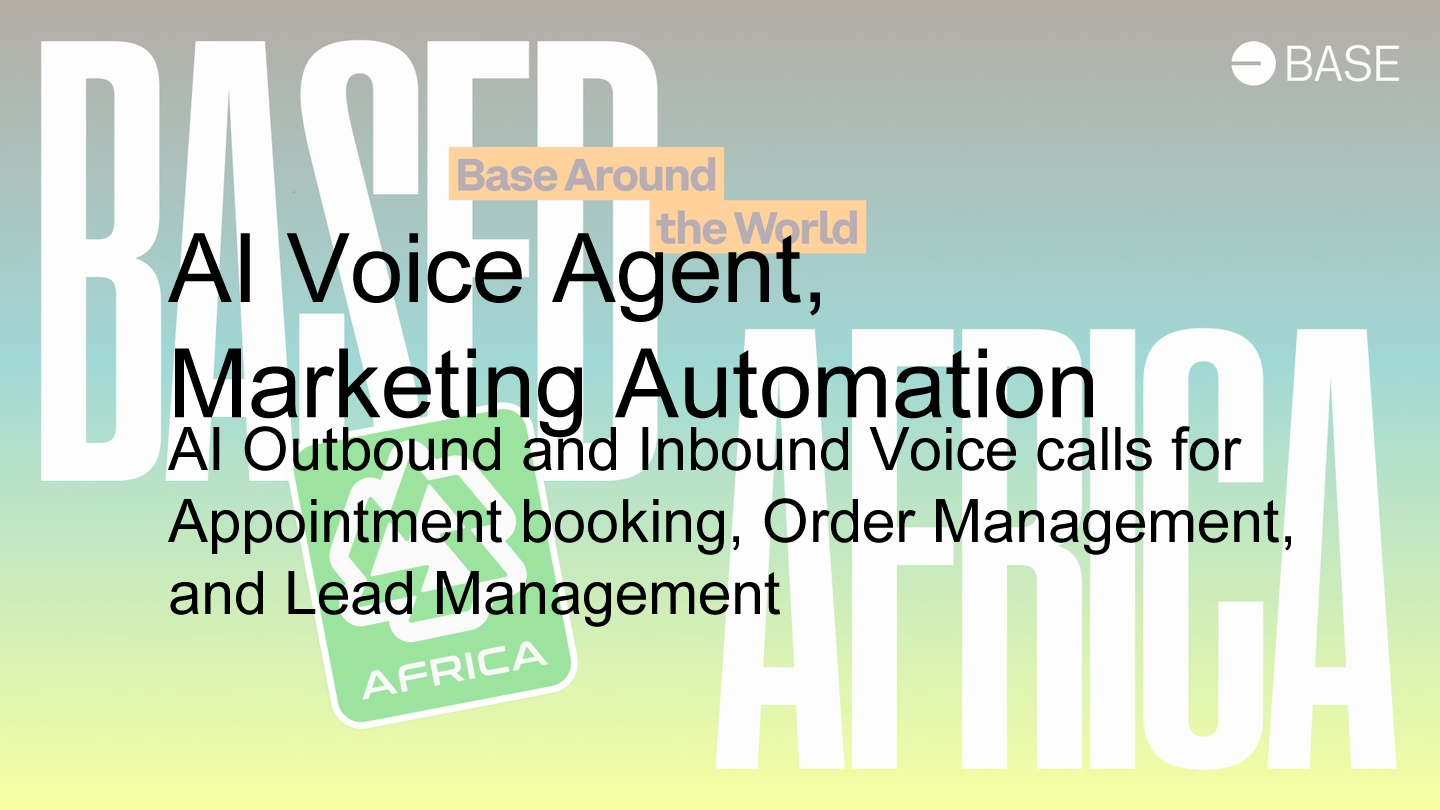 BASED
BASE
Base Around
the World
AI Voice Agent,
Marketing Automation
AI Outbound and Inbound Voice calls for
Appointment booking, Order Management,
and Lead Management
AFRICA
AFRICA